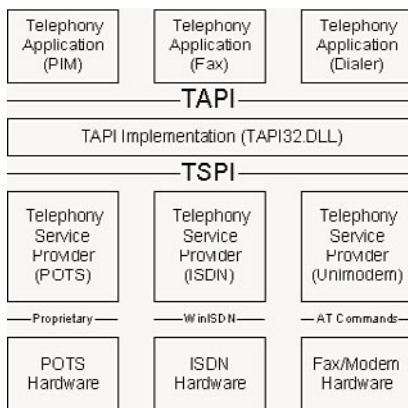 Telephony Application (PIM)
Telephony Application (Fax)
Telephony Application (Dialer)
TAPI
TAPI Implementation (TAPI32.DLL)
TSPI
Telephony Service Provider (POTS)
Telephony Service Provider (ISDN)
Telephony Service Provider (Unimodem)
Proprietary
WinISDN
AT Commands
POTS Hardware
ISDN Hardware
Fax/Modem Hardware